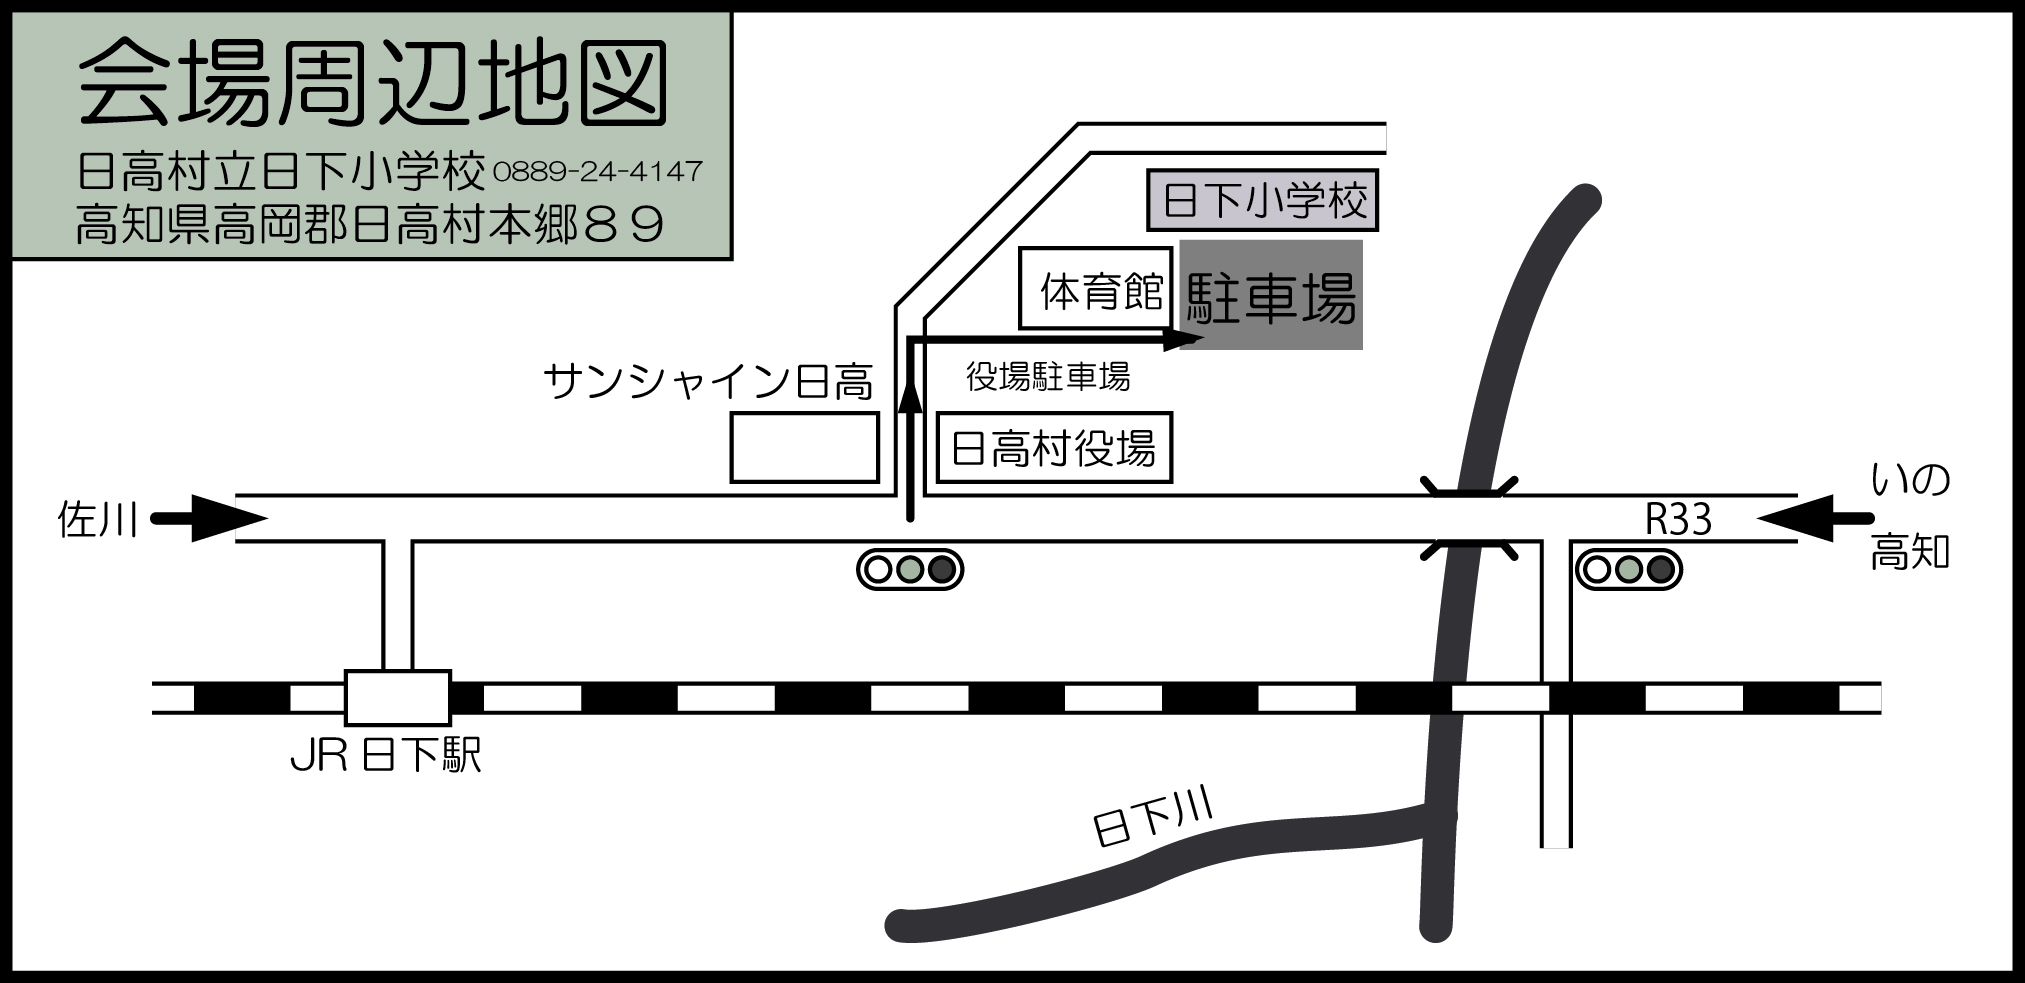 会場周辺地図
日高村立日下小学校 0889-24-4147
高知県高岡郡日高村本郷８９
日下小学校
体育館
駐車場
サンシャイン日高
役場駐車場
日高村役場
佐川
R33
いの
高知
JR 日下駅
日下川